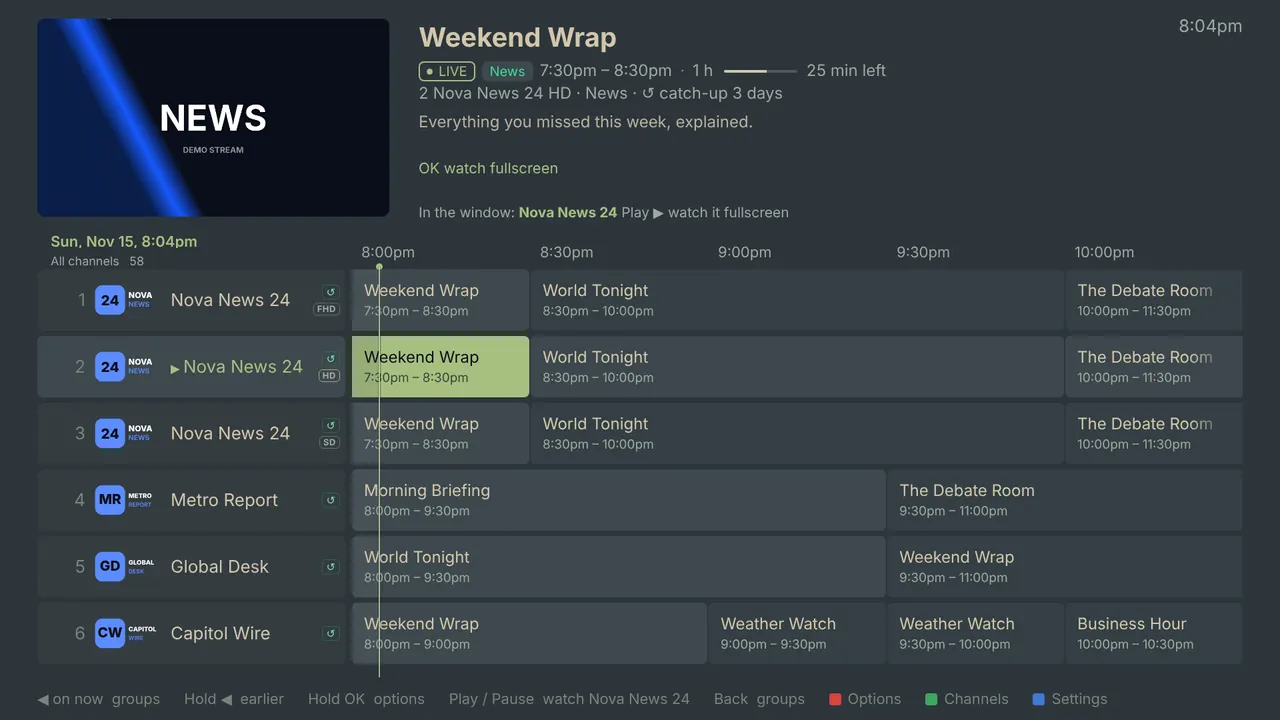 8:04pm
NEWS
DEMO STREAM
Weekend Wrap
● LIVE News 7:30pm – 8:30pm · 1 h 25 min left
2 Nova News 24 HD · News · ↺ catch-up 3 days
Everything you missed this week, explained.
OK watch fullscreen
In the window: Nova News 24 Play ▶ watch it fullscreen
Sun, Nov 15, 8:04pm
All channels 58
8:00pm 8:30pm 9:00pm 9:30pm 10:00pm
1 24 NOVA NEWS Nova News 24 ↺ FHD
Weekend Wrap World Tonight The Debate Room
7:30pm – 8:30pm 8:30pm – 10:00pm 10:00pm – 11:30pm
2 24 NOVA NEWS ▶ Nova News 24 ↺ HD
Weekend Wrap World Tonight The Debate Room
7:30pm – 8:30pm 8:30pm – 10:00pm 10:00pm – 11:30pm
3 24 NOVA NEWS Nova News 24 ↺ SD
Weekend Wrap World Tonight The Debate Room
7:30pm – 8:30pm 8:30pm – 10:00pm 10:00pm – 11:30pm
4 MR METRO REPORT Metro Report ↺
Morning Briefing The Debate Room
8:00pm – 9:30pm 9:30pm – 11:00pm
5 GD GLOBAL DESK Global Desk ↺
World Tonight Weekend Wrap
8:00pm – 9:30pm 9:30pm – 11:00pm
6 CW CAPITOL WIRE Capitol Wire ↺
Weekend Wrap Weather Watch Weather Watch Business Hour
8:00pm – 9:00pm 9:00pm – 9:30pm 9:30pm – 10:00pm 10:00pm – 10:30pm
◀ on now groups Hold ◀ earlier Hold OK options Play / Pause watch Nova News 24 Back groups Options Channels Settings